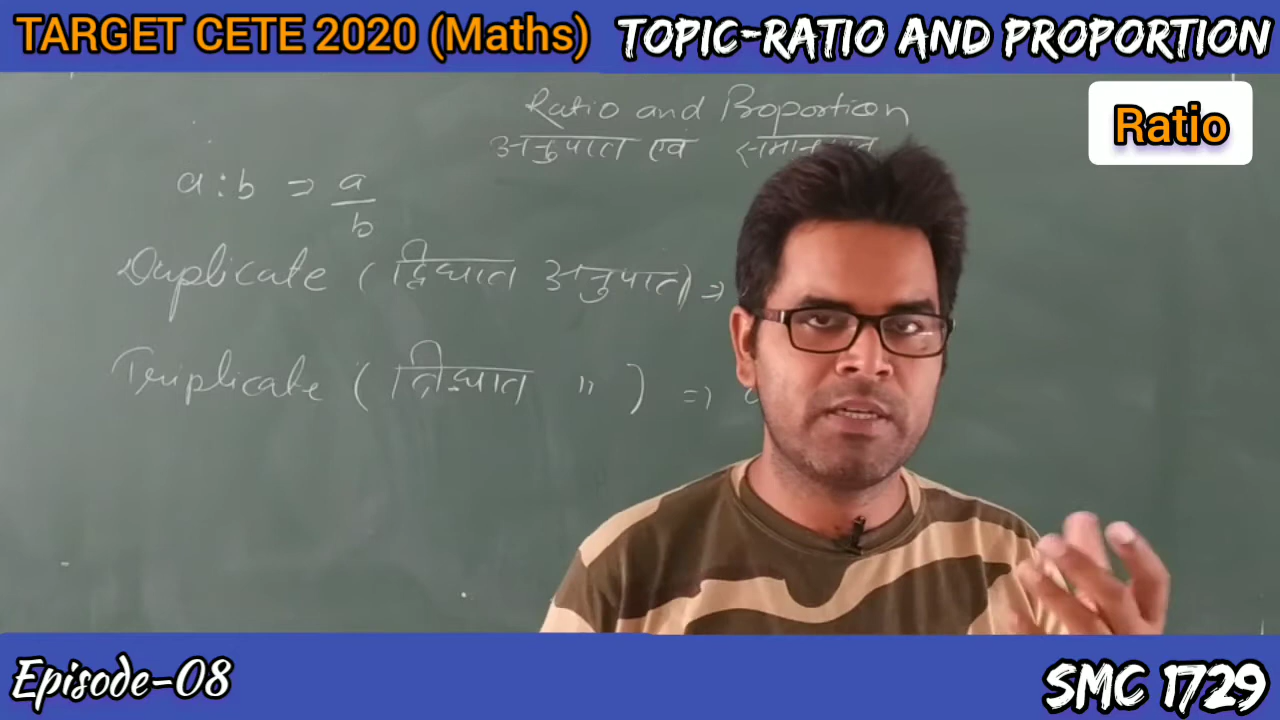 TARGET CETE 2020 (Maths) TOPIC-RATIO AND PROPORTION
Ratio
Ratio and Proportion
अनुपात एवं
a:b ⇒ a/b
Duplicate (द्विघात अनुपात) ⇒
Triplicate (त्रिघात " ) ⇒
Episode-08 SMC 1729